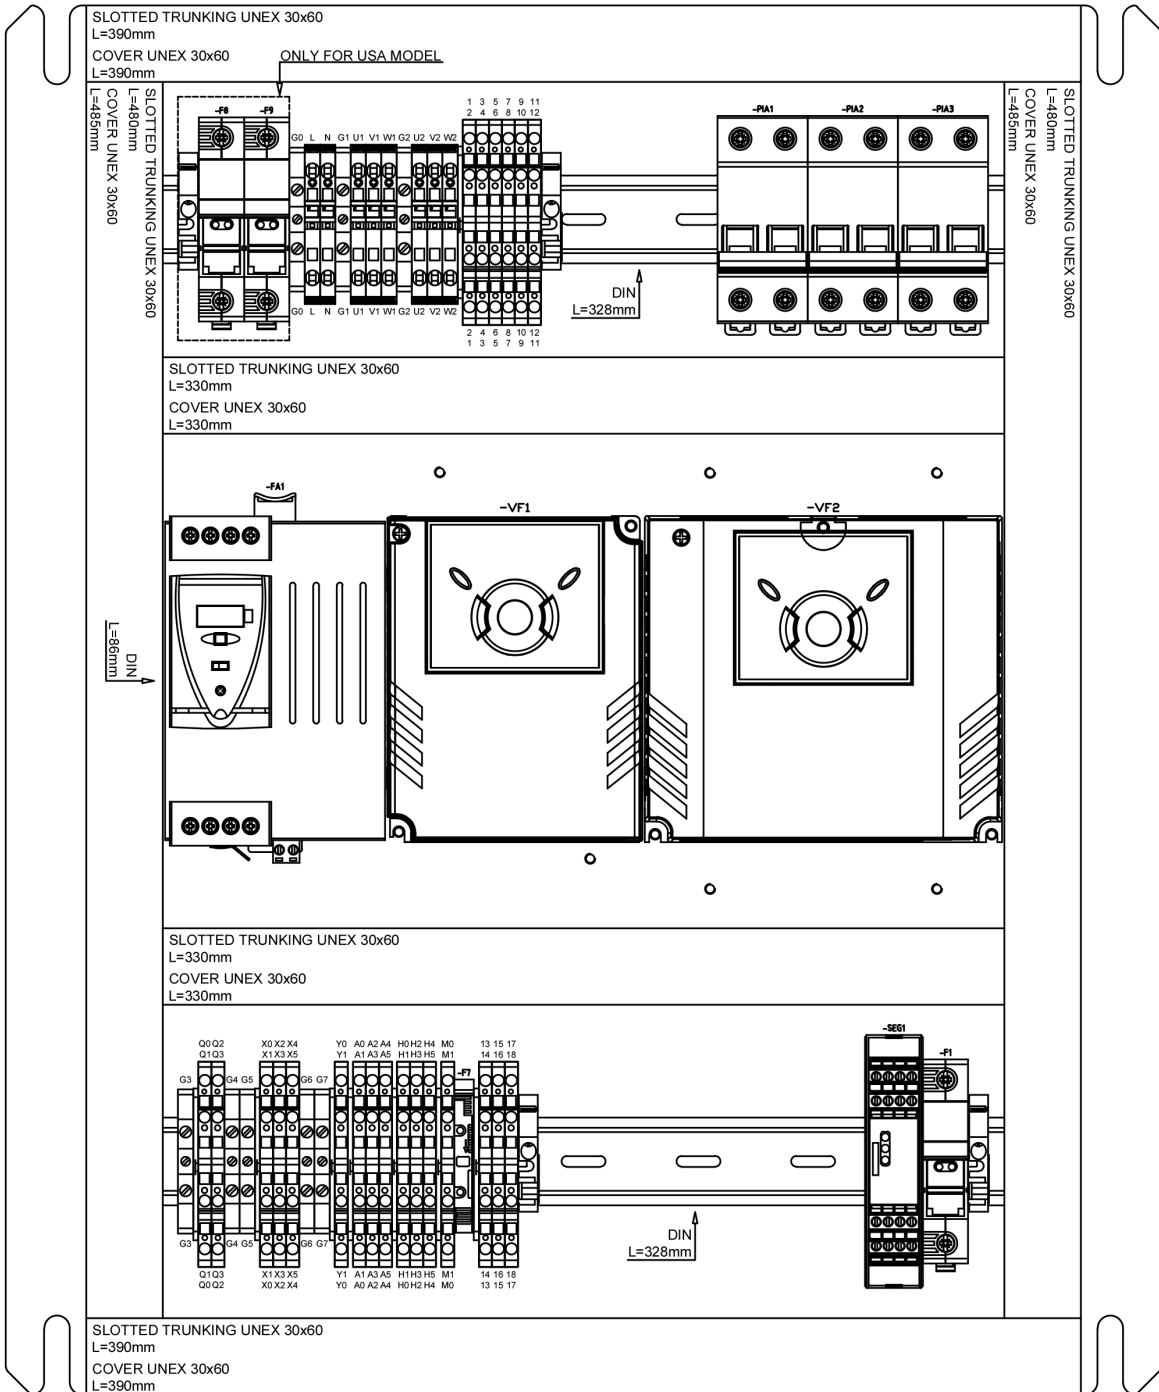 SLOTTED TRUNKING UNEX 30x60
L=390mm
COVER UNEX 30x60
L=390mm
ONLY FOR USA MODEL
SLOTTED TRUNKING UNEX 30x60
L=480mm
COVER UNEX 30x60
L=485mm
SLOTTED TRUNKING UNEX 30x60
L=480mm
COVER UNEX 30x60
L=485mm
-F8 -F9
G0 L N G1 U1 V1 W1 G2 U2 V2 W2
1 3 5 7 9 11
2 4 6 8 10 12
-PIA1 -PIA2 -PIA3
DIN
L=328mm
G0 L N G1 U1 V1 W1 G2 U2 V2 W2
2 4 6 8 10 12
1 3 5 7 9 11
SLOTTED TRUNKING UNEX 30x60
L=330mm
COVER UNEX 30x60
L=330mm
-FA1
-VF1
-VF2
DIN
L=86mm
SLOTTED TRUNKING UNEX 30x60
L=330mm
COVER UNEX 30x60
L=330mm
-SEG1
Q0 Q2 X0 X2 X4 Y0 A0 A2 A4 H0 H2 H4 M0 13 15 17
Q1 Q3 X1 X3 X5 Y1 A1 A3 A5 H1 H3 H5 M1 14 16 18
-F1
-F7
G3 G4 G5 G6 G7
DIN
L=328mm
G3 G4 G5 G6 G7
Q1 Q3 X1 X3 X5 Y1 A1 A3 A5 H1 H3 H5 M1 14 16 18
Q0 Q2 X0 X2 X4 Y0 A0 A2 A4 H0 H2 H4 M0 13 15 17
SLOTTED TRUNKING UNEX 30x60
L=390mm
COVER UNEX 30x60
L=390mm